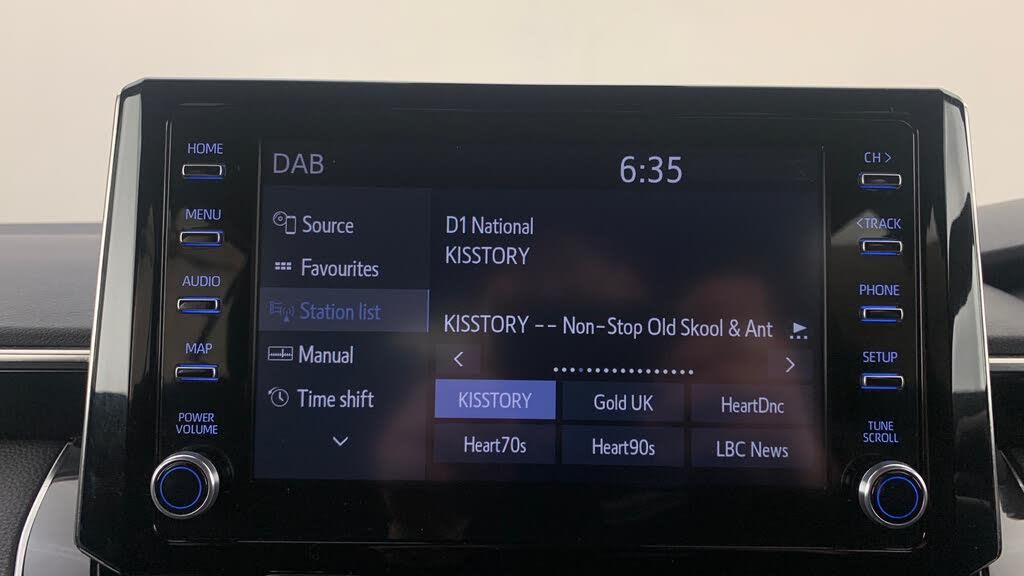 HOME
MENU
AUDIO
MAP
POWER
VOLUME
DAB
6:35
Source
Favourites
Station list
Manual
Time shift
D1 National
KISSTORY
KISSTORY -- Non-Stop Old Skool & Ant
KISSTORY
Gold UK
HeartDnc
Heart70s
Heart90s
LBC News
CH >
< TRACK
PHONE
SETUP
TUNE
SCROLL